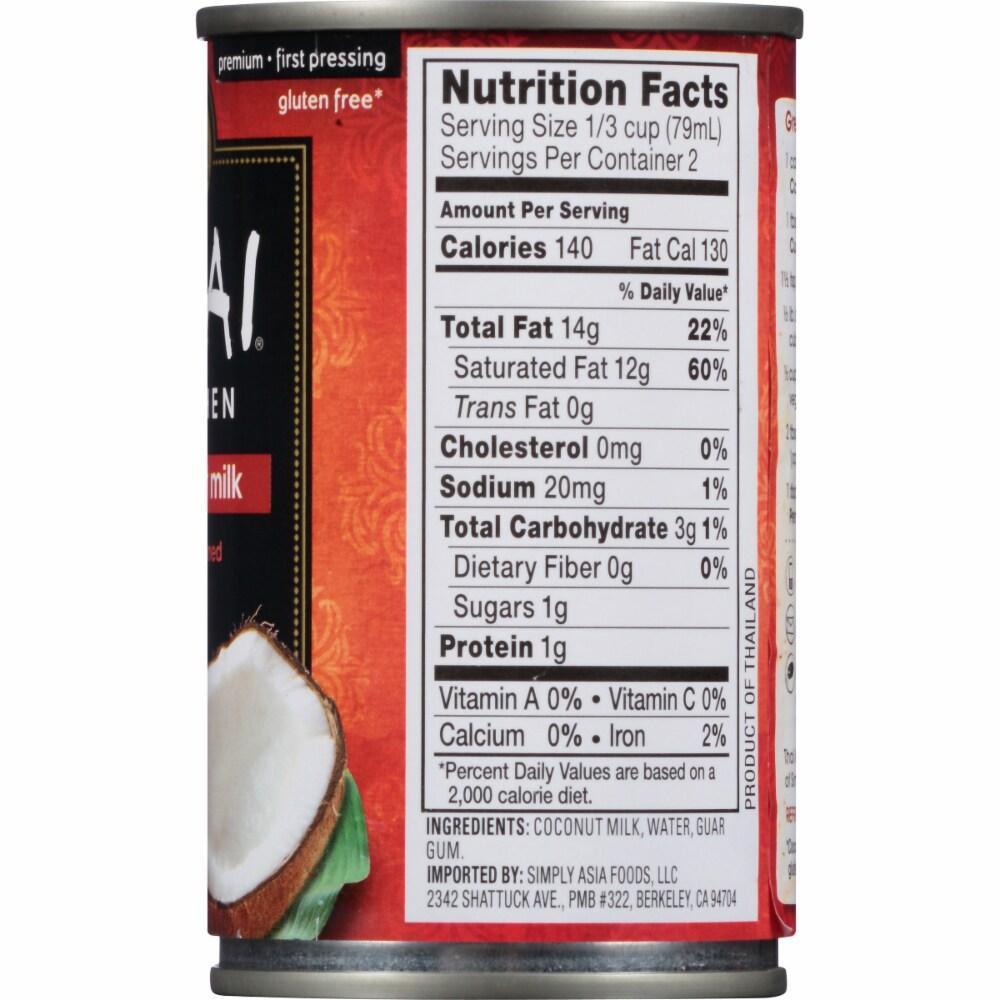 premium • first pressing
gluten free*
AI®
EN
milk
Nutrition Facts
Serving Size 1/3 cup (79mL)
Servings Per Container 2
Amount Per Serving
Calories 140 Fat Cal 130
% Daily Value*
Total Fat 14g 22%
Saturated Fat 12g 60%
Trans Fat 0g
Cholesterol 0mg 0%
Sodium 20mg 1%
Total Carbohydrate 3g 1%
Dietary Fiber 0g 0%
Sugars 1g
Protein 1g
Vitamin A 0% • Vitamin C 0%
Calcium 0% • Iron 2%
*Percent Daily Values are based on a
2,000 calorie diet.
INGREDIENTS: COCONUT MILK, WATER, GUAR
GUM.
IMPORTED BY: SIMPLY ASIA FOODS, LLC
2342 SHATTUCK AVE., PMB #322, BERKELEY, CA 94704
PRODUCT OF THAILAND